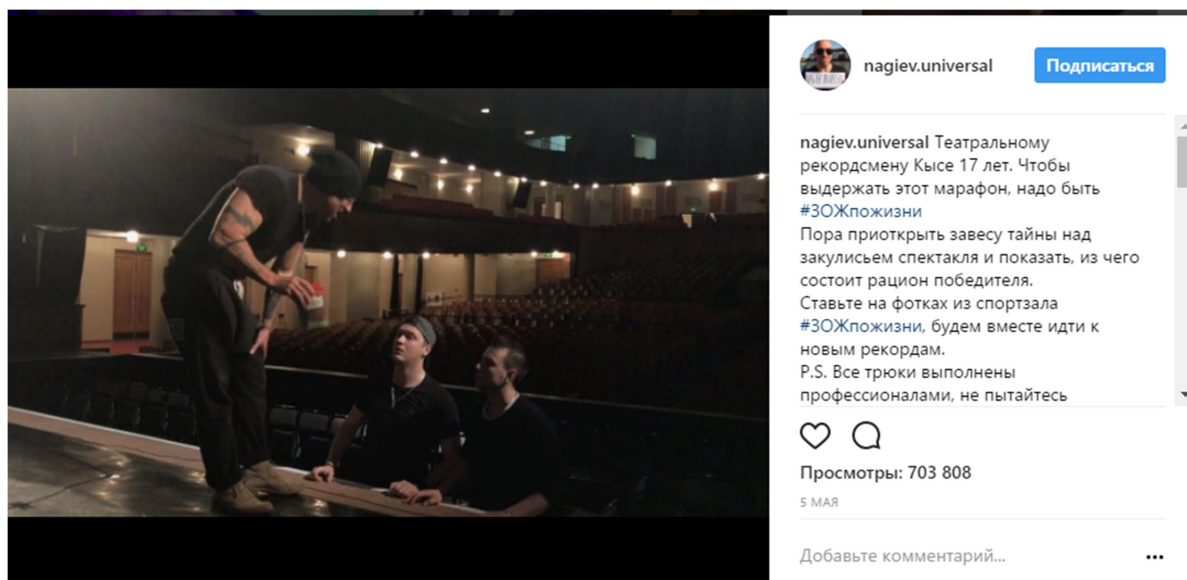 nagiev.universal
Подписаться
nagiev.universal Театральному
рекордсмену Кысе 17 лет. Чтобы
выдержать этот марафон, надо быть
#ЗОЖпожизни
Пора приоткрыть завесу тайны над
закулисьем спектакля и показать, из чего
состоит рацион победителя.
Ставьте на фотках из спортзала
#ЗОЖпожизни, будем вместе идти к
новым рекордам.
P.S. Все трюки выполнены
профессионалами, не пытайтесь
Просмотры: 703 808
5 МАЯ
Добавьте комментарий...